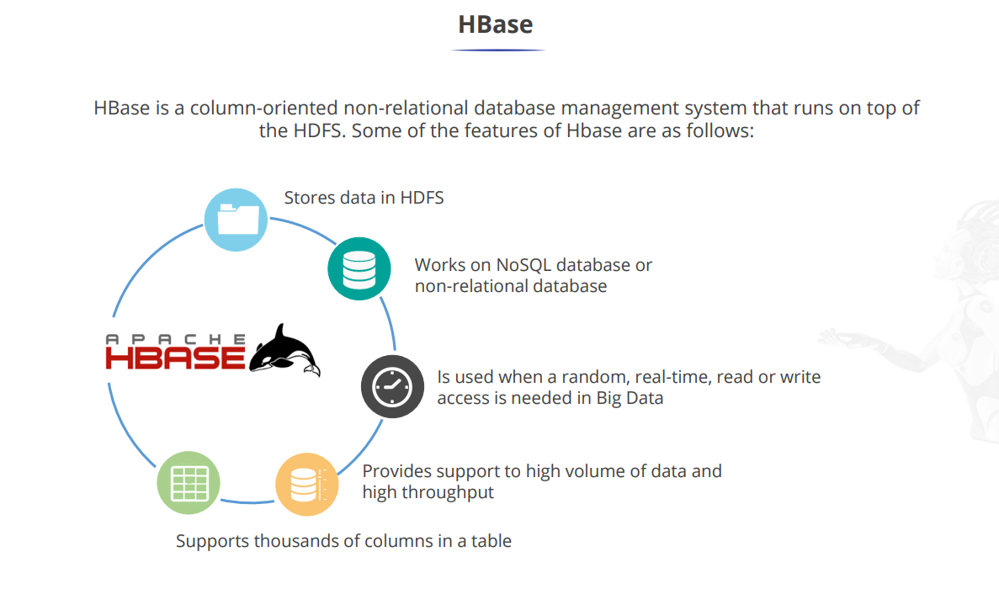 HBase
HBase is a column-oriented non-relational database management system that runs on top of
the HDFS. Some of the features of Hbase are as follows:
Stores data in HDFS
Works on NoSQL database or
non-relational database
APACHE
HBASE
Is used when a random, real-time, read or write
access is needed in Big Data
Provides support to high volume of data and
high throughput
Supports thousands of columns in a table